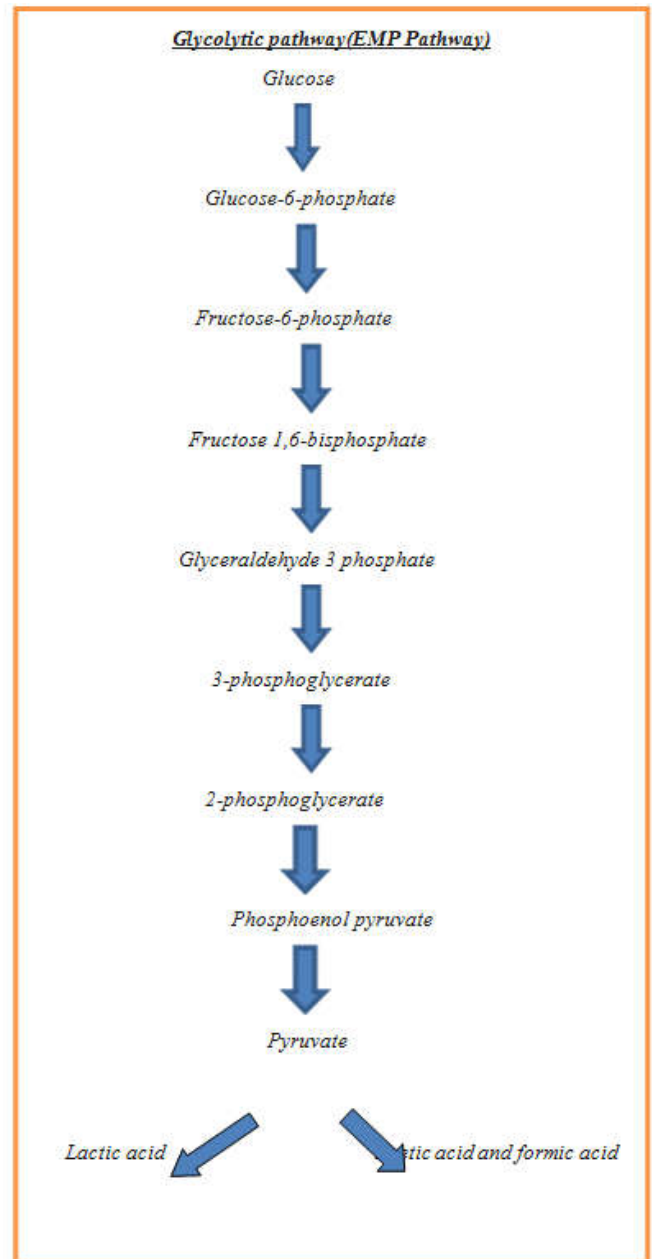 Glycolytic pathway(EMP Pathway)
Glucose
Glucose-6-phosphate
Fructose-6-phosphate
Fructose 1,6-bisphosphate
Glyceraldehyde 3 phosphate
3-phosphoglycerate
2-phosphoglycerate
Phosphoenol pyruvate
Pyruvate
Lactic acid
acid and formic acid